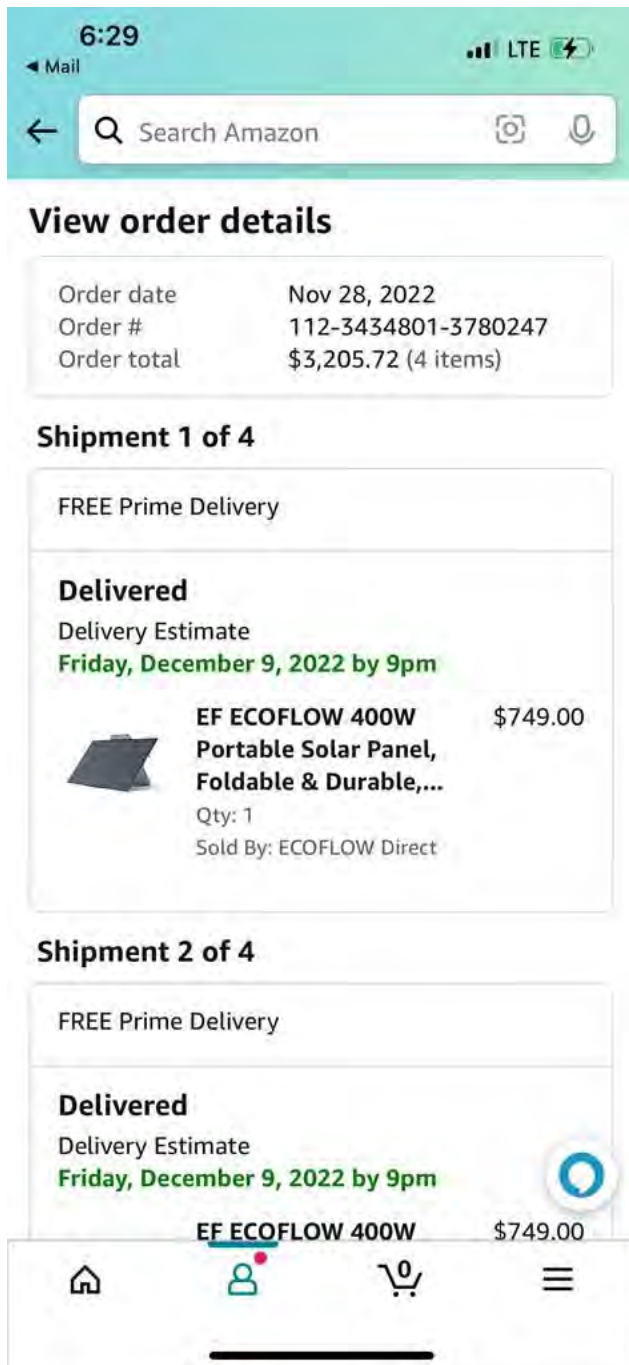 6:29
LTE
◄ Mail
Search Amazon
View order details
Order date Nov 28, 2022
Order # 112-3434801-3780247
Order total $3,205.72 (4 items)
Shipment 1 of 4
FREE Prime Delivery
Delivered
Delivery Estimate
Friday, December 9, 2022 by 9pm
EF ECOFLOW 400W $749.00
Portable Solar Panel,
Foldable & Durable,...
Qty: 1
Sold By: ECOFLOW Direct
Shipment 2 of 4
FREE Prime Delivery
Delivered
Delivery Estimate
Friday, December 9, 2022 by 9pm
EF ECOFLOW 400W $749.00
0